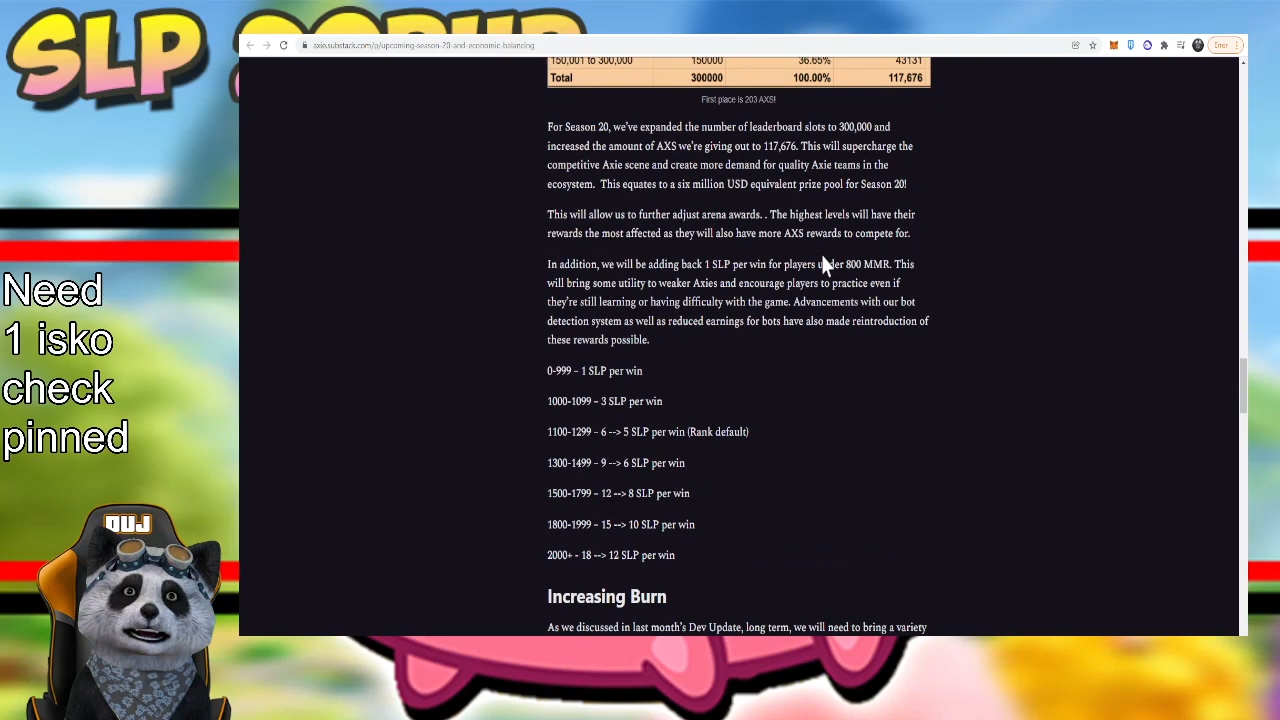 SLP
axie.substack.com/p/upcoming-season-20-and-economic-balancing
Error
150,001 to 300,000 150000 36.65% 43131
Total 300000 100.00% 117,676
First place is 203 AXS!
For Season 20, we've expanded the number of leaderboard slots to 300,000 and
increased the amount of AXS we're giving out to 117,676. This will supercharge the
competitive Axie scene and create more demand for quality Axie teams in the
ecosystem. This equates to a six million USD equivalent prize pool for Season 20!
This will allow us to further adjust arena awards. . The highest levels will have their
rewards the most affected as they will also have more AXS rewards to compete for.
In addition, we will be adding back 1 SLP per win for players under 800 MMR. This
will bring some utility to weaker Axies and encourage players to practice even if
they're still learning or having difficulty with the game. Advancements with our bot
detection system as well as reduced earnings for bots have also made reintroduction of
these rewards possible.
0-999 – 1 SLP per win
1000-1099 – 3 SLP per win
1100-1299 – 6 --> 5 SLP per win (Rank default)
1300-1499 – 9 --> 6 SLP per win
1500-1799 – 12 --> 8 SLP per win
1800-1999 – 15 --> 10 SLP per win
2000+ - 18 --> 12 SLP per win
Increasing Burn
As we discussed in last month's Dev Update, long term, we will need to bring a variety
Need
1 isko
check
pinned
DUJ